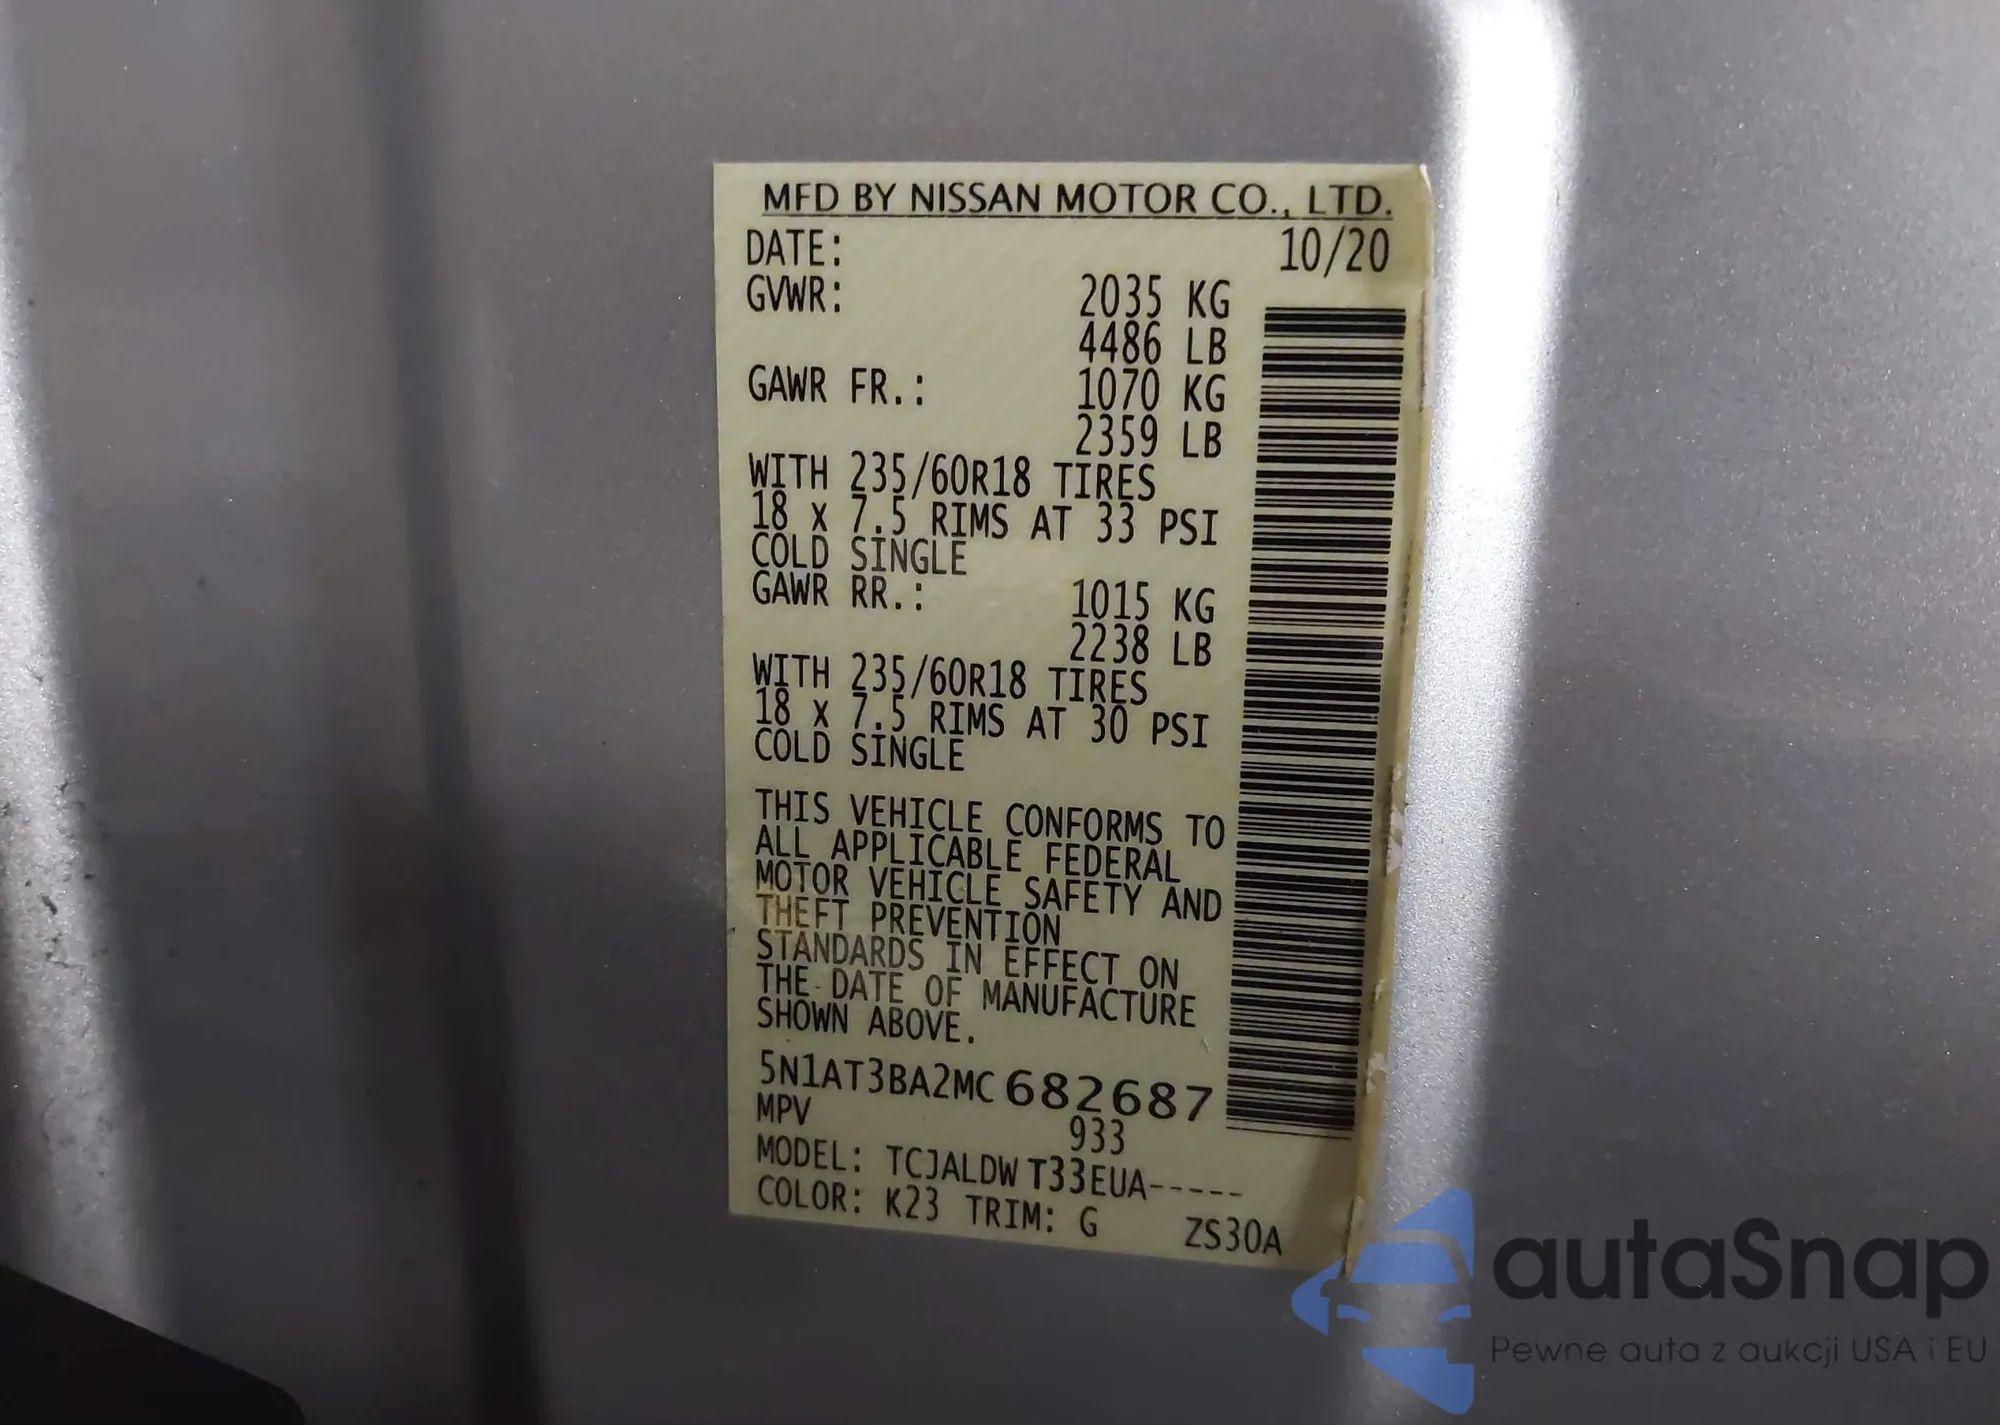 MFD BY NISSAN MOTOR CO., LTD.
DATE: 10/20
GVWR: 2035 KG
4486 LB
GAWR FR.: 1070 KG
2359 LB
WITH 235/60R18 TIRES
18 x 7.5 RIMS AT 33 PSI
COLD SINGLE
GAWR RR.: 1015 KG
2238 LB
WITH 235/60R18 TIRES
18 x 7.5 RIMS AT 30 PSI
COLD SINGLE
THIS VEHICLE CONFORMS TO
ALL APPLICABLE FEDERAL
MOTOR VEHICLE SAFETY AND
THEFT PREVENTION
STANDARDS IN EFFECT ON
THE DATE OF MANUFACTURE
SHOWN ABOVE.
5N1AT3BA2MC682687
MPV 933
MODEL: TCJALDW T33EUA-----
COLOR: K23 TRIM: G ZS30A
autaSnap
Pewne auta z aukcji USA i EU